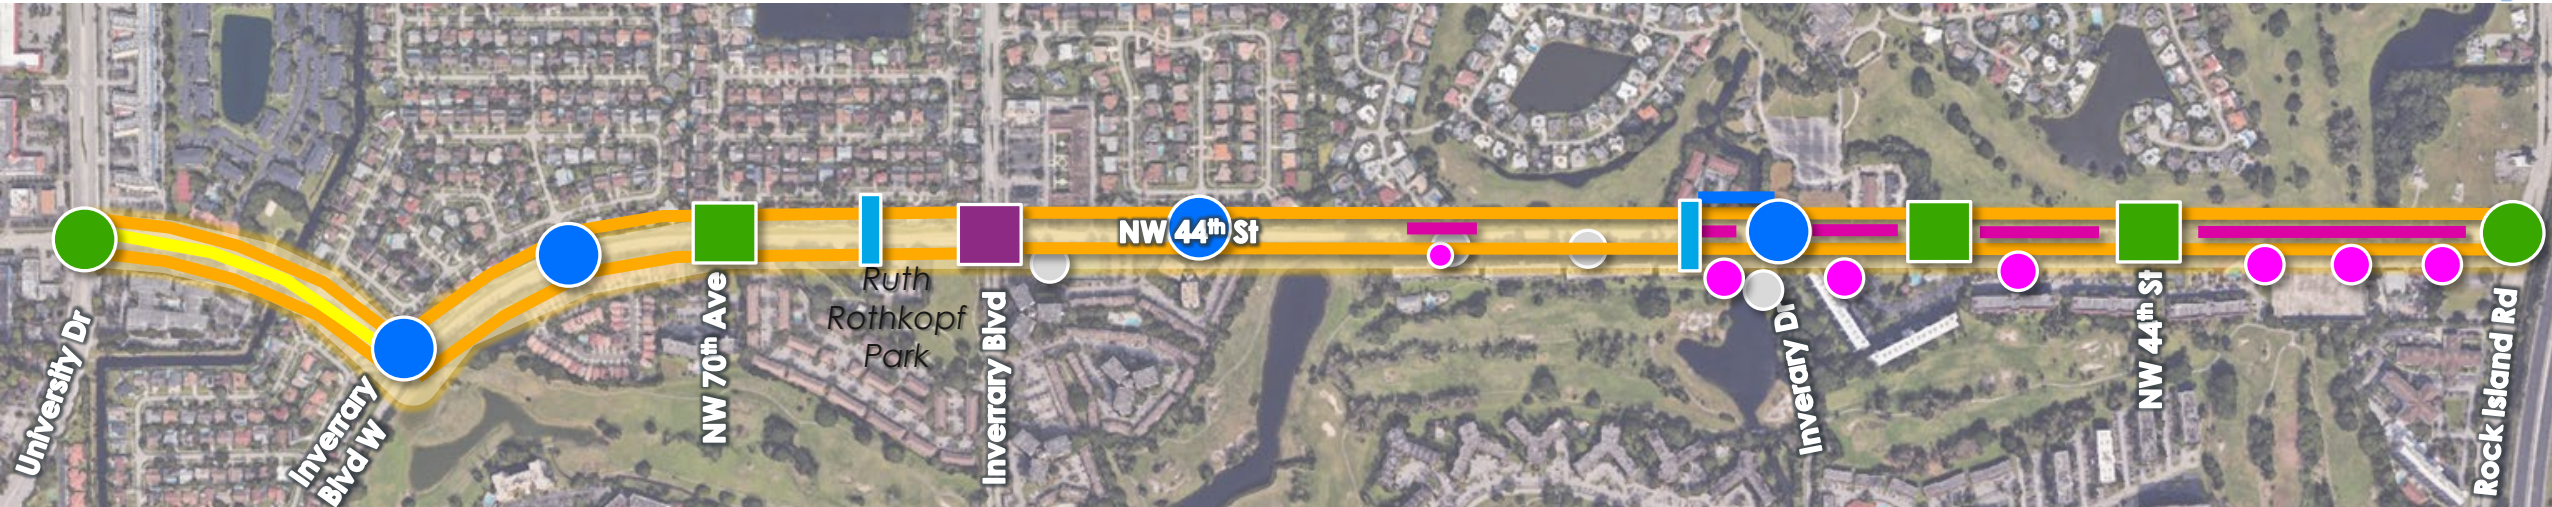 University Dr
Inverrary
Blvd W
NW 70th Ave
Ruth
Rothkopf
Park
Inverrary Blvd
NW 44th St
Inverary Dr
NW 44th St
Rock Island Rd